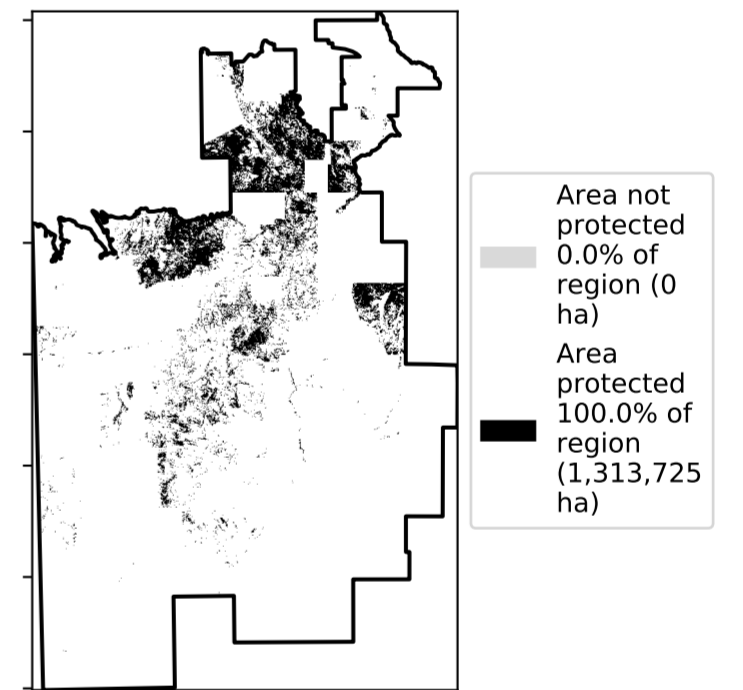 Area not
protected
0.0% of
region (0
ha)
Area
protected
100.0% of
region
(1,313,725
ha)